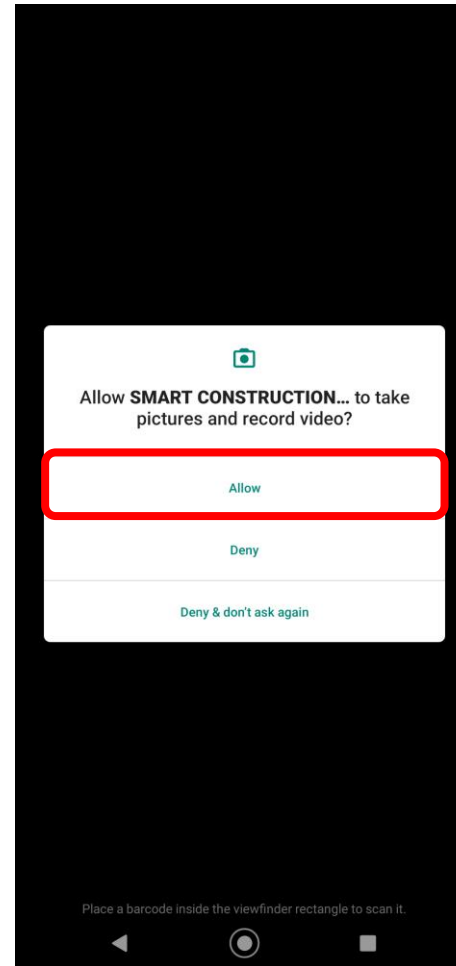 Allow SMART CONSTRUCTION... to take
pictures and record video?
Allow
Deny
Deny & don't ask again
Place a barcode inside the viewfinder rectangle to scan it.